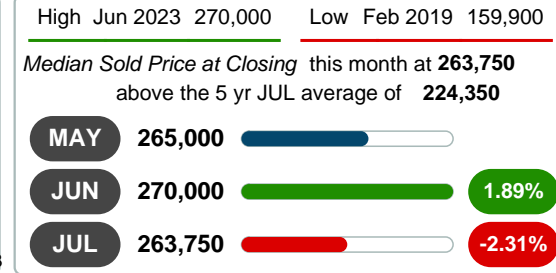 High Jun 2023 270,000 Low Feb 2019 159,900
Median Sold Price at Closing this month at 263,750
above the 5 yr JUL average of 224,350
MAY 265,000
JUN 270,000 1.89%
JUL 263,750 -2.31%